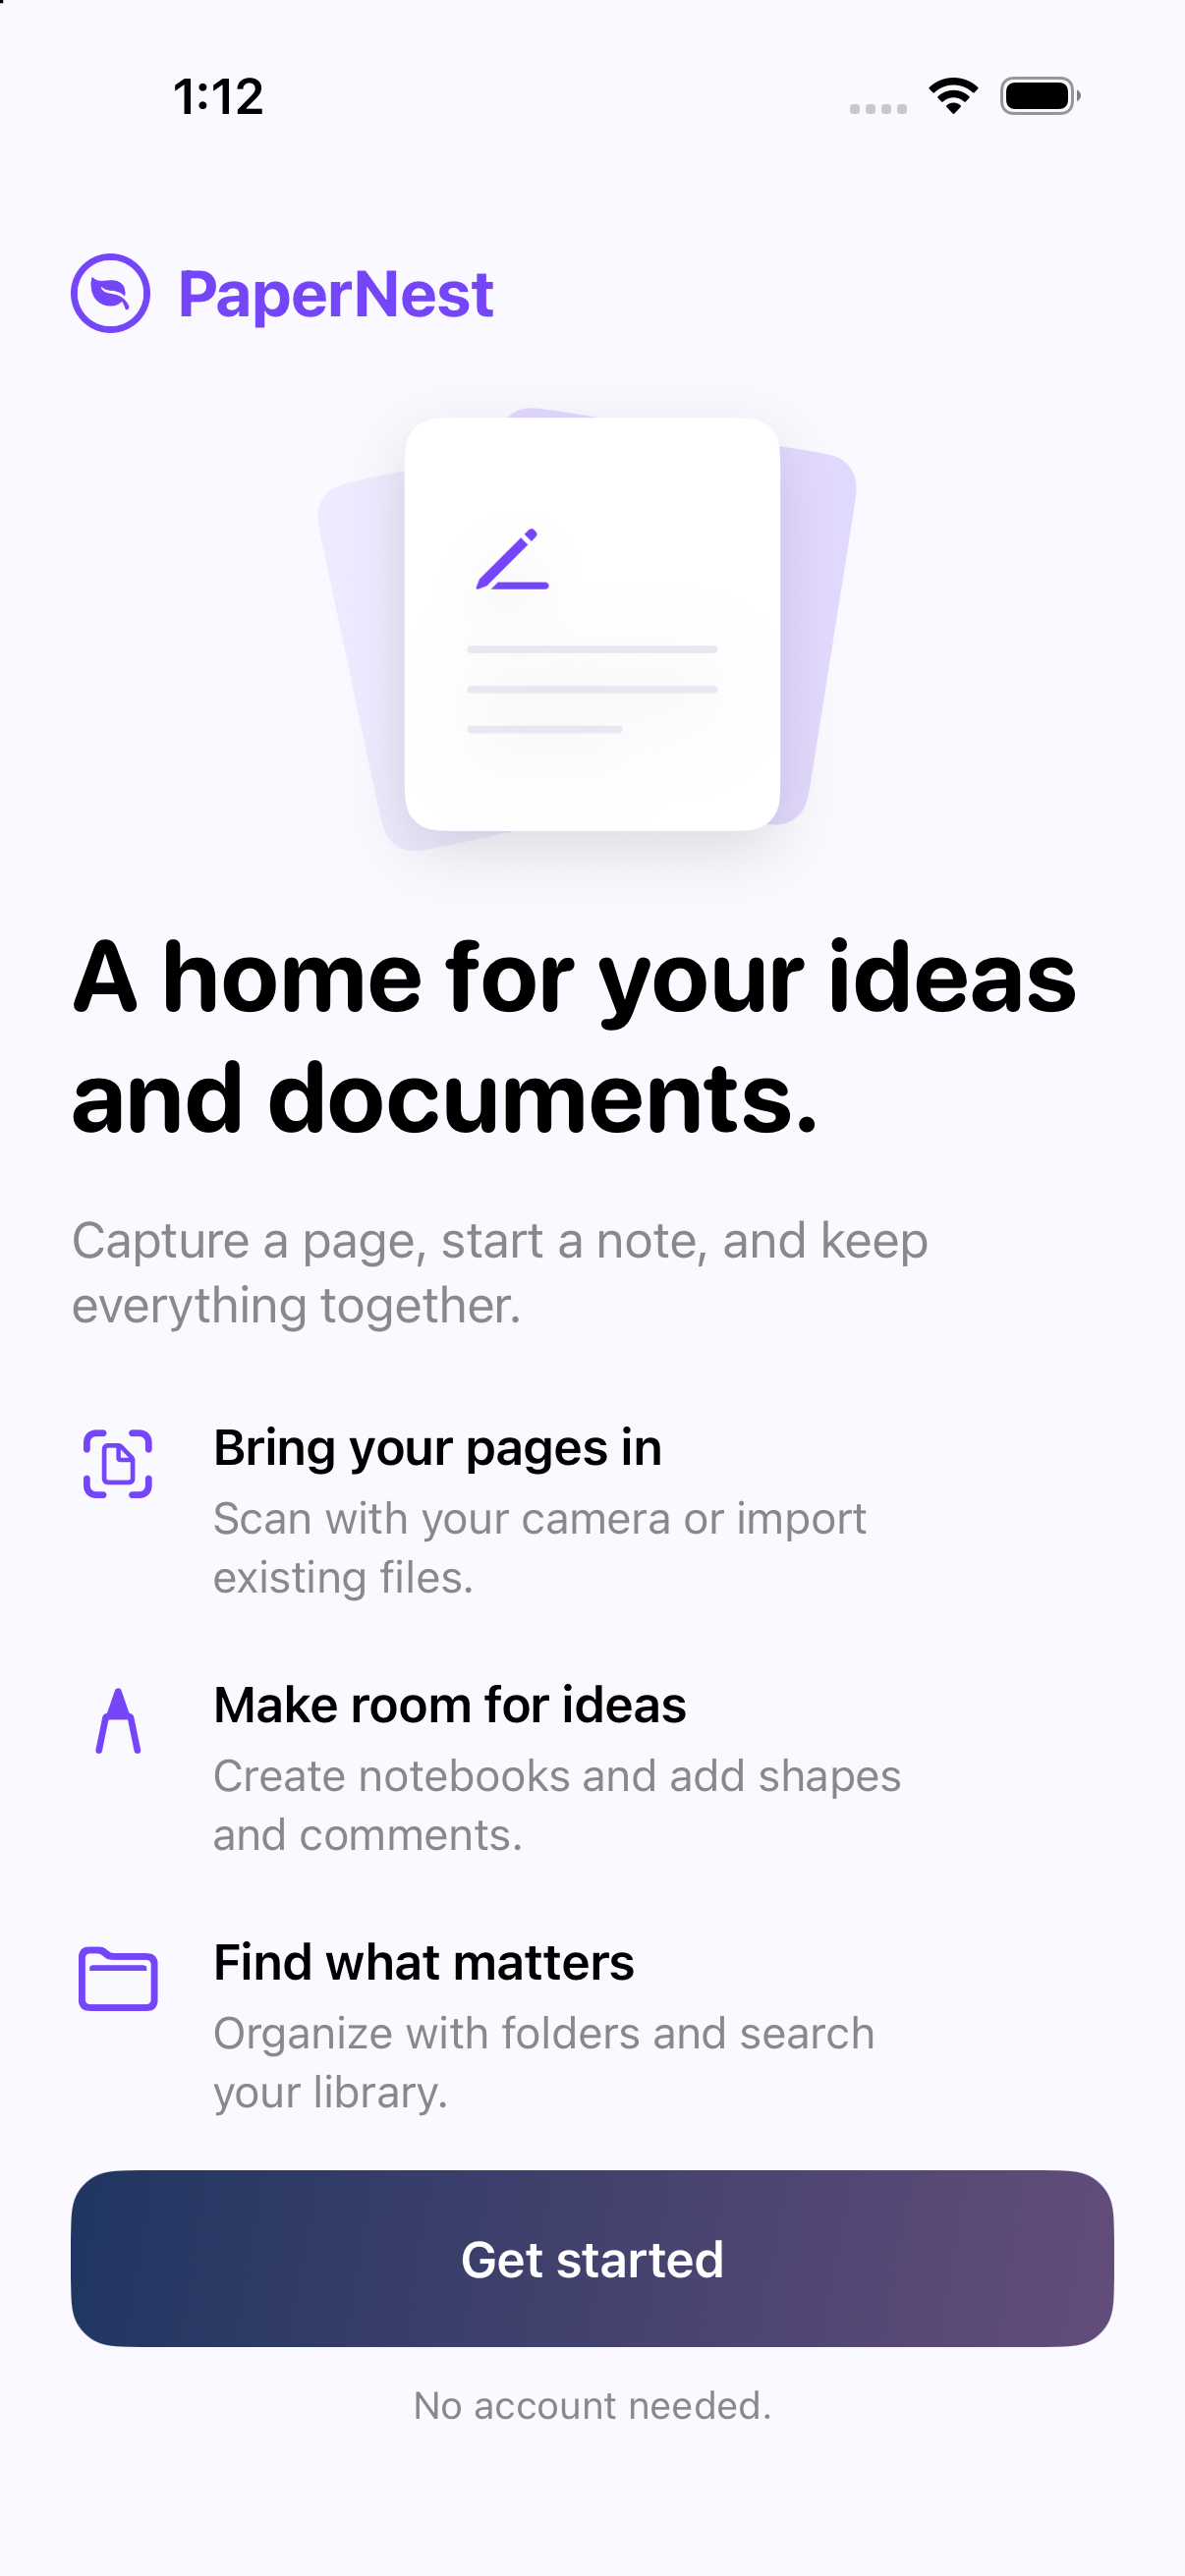 1:12
PaperNest
A home for your ideas
and documents.
Capture a page, start a note, and keep
everything together.
Bring your pages in
Scan with your camera or import
existing files.
Make room for ideas
Create notebooks and add shapes
and comments.
Find what matters
Organize with folders and search
your library.
Get started
No account needed.